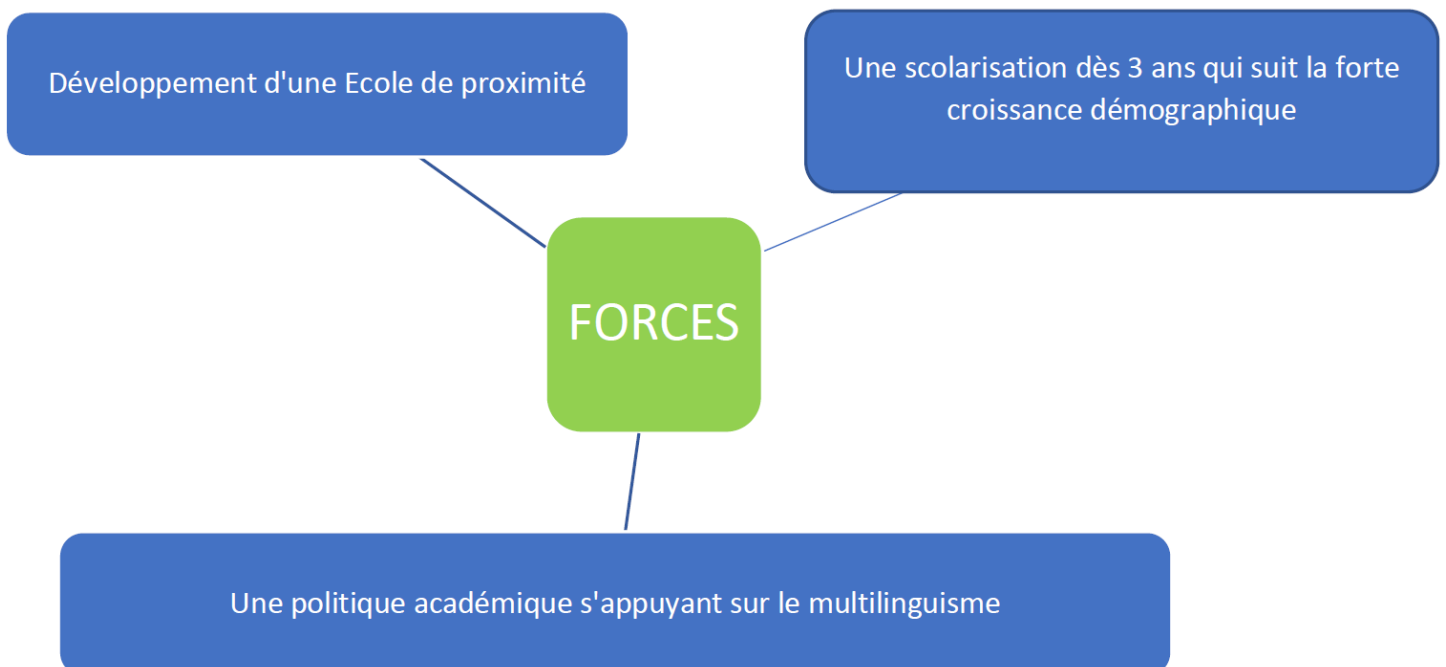 Développement d'une Ecole de proximité
Une scolarisation dès 3 ans qui suit la forte
croissance démographique
FORCES
Une politique académique s'appuyant sur le multilinguisme